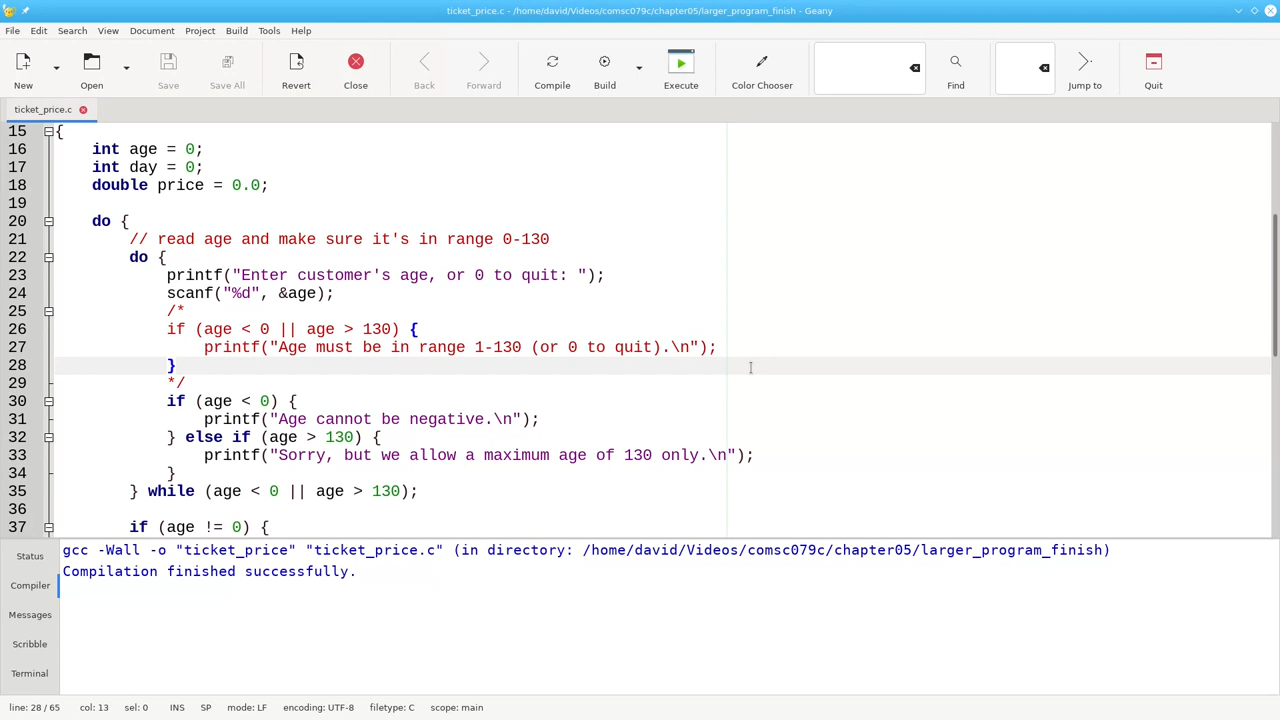 ticket_price.c - /home/david/Videos/comsc079c/chapter05/larger_program_finish - Geany
File Edit Search View Document Project Build Tools Help
New Open Save Save All Revert Close Back Forward Compile Build Execute Color Chooser Find Jump to Quit
ticket_price.c
15 {
16     int age = 0;
17     int day = 0;
18     double price = 0.0;
19
20     do {
21         // read age and make sure it's in range 0-130
22         do {
23             printf("Enter customer's age, or 0 to quit: ");
24             scanf("%d", &age);
25             /*
26             if (age < 0 || age > 130) {
27                 printf("Age must be in range 1-130 (or 0 to quit).\n");
28             }
29             */
30             if (age < 0) {
31                 printf("Age cannot be negative.\n");
32             } else if (age > 130) {
33                 printf("Sorry, but we allow a maximum age of 130 only.\n");
34             }
35         } while (age < 0 || age > 130);
36
37         if (age != 0) {
Status
Compiler
Messages
Scribble
Terminal
gcc -Wall -o "ticket_price" "ticket_price.c" (in directory: /home/david/Videos/comsc079c/chapter05/larger_program_finish)
Compilation finished successfully.
line: 28 / 65 col: 13 sel: 0 INS SP mode: LF encoding: UTF-8 filetype: C scope: main